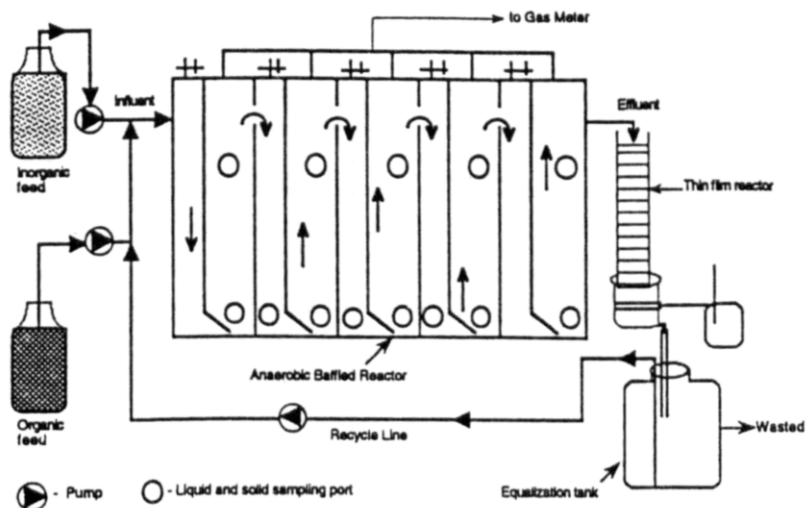 to Gas Meter
Influent
Effluent
Inorganic
feed
Thin film reactor
Anaerobic Baffled Reactor
Organic
feed
Recycle Line
Wasted
Equalization tank
- Pump
- Liquid and solid sampling port